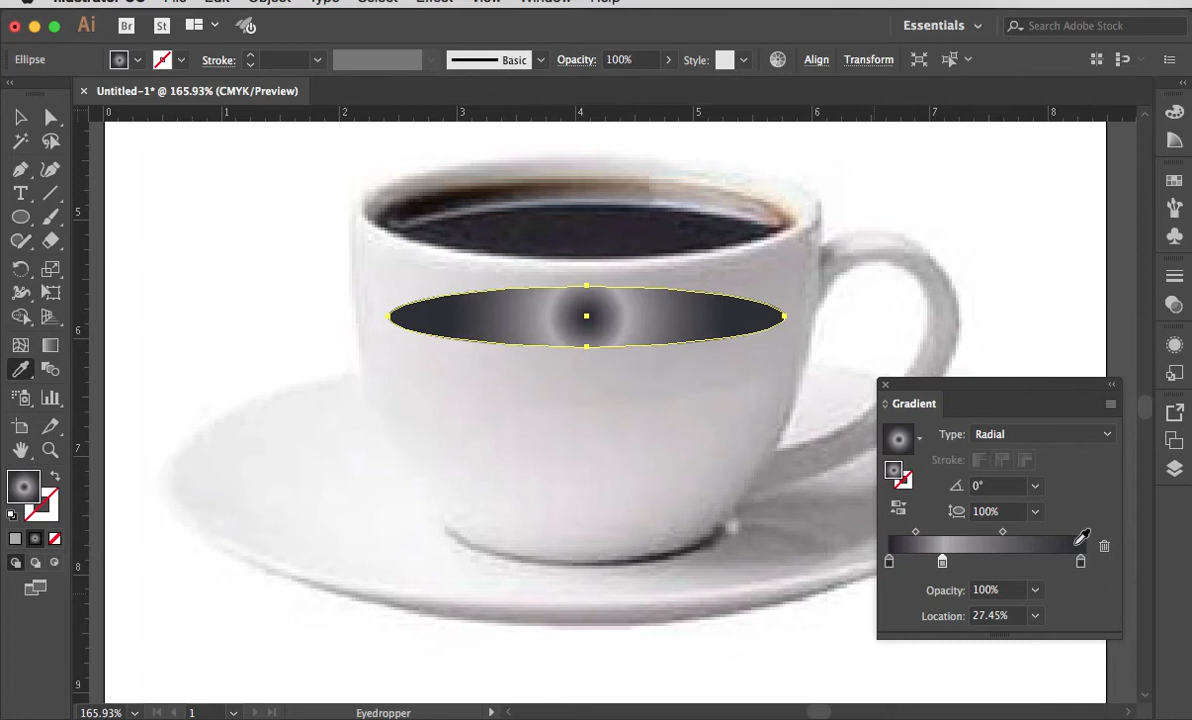 Illustrator CC File Edit Object Type Select Effect View Window Help
Ai Br St Essentials Search Adobe Stock
Ellipse Stroke: Basic Opacity: 100% Style: Align Transform
× Untitled-1* @ 165.93% (CMYK/Preview)
0 1 2 3 4 5 6 7 8
5
6
7
8
9
T
Gradient
Type: Radial
Stroke:
0°
100%
Opacity: 100%
Location: 27.45%
165.93% 1 Eyedropper